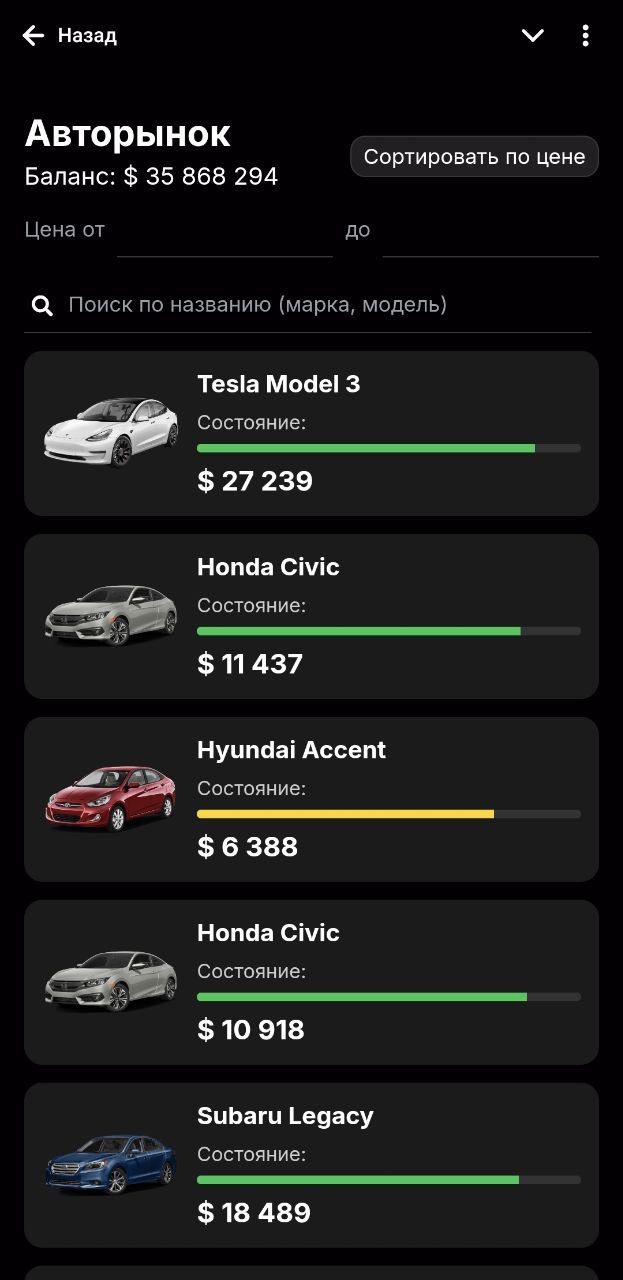 Назад
Авторынок
Баланс: $ 35 868 294
Сортировать по цене
Цена от
до
Поиск по названию (марка, модель)
Tesla Model 3
Состояние:
$ 27 239
Honda Civic
Состояние:
$ 11 437
Hyundai Accent
Состояние:
$ 6 388
Honda Civic
Состояние:
$ 10 918
Subaru Legacy
Состояние:
$ 18 489